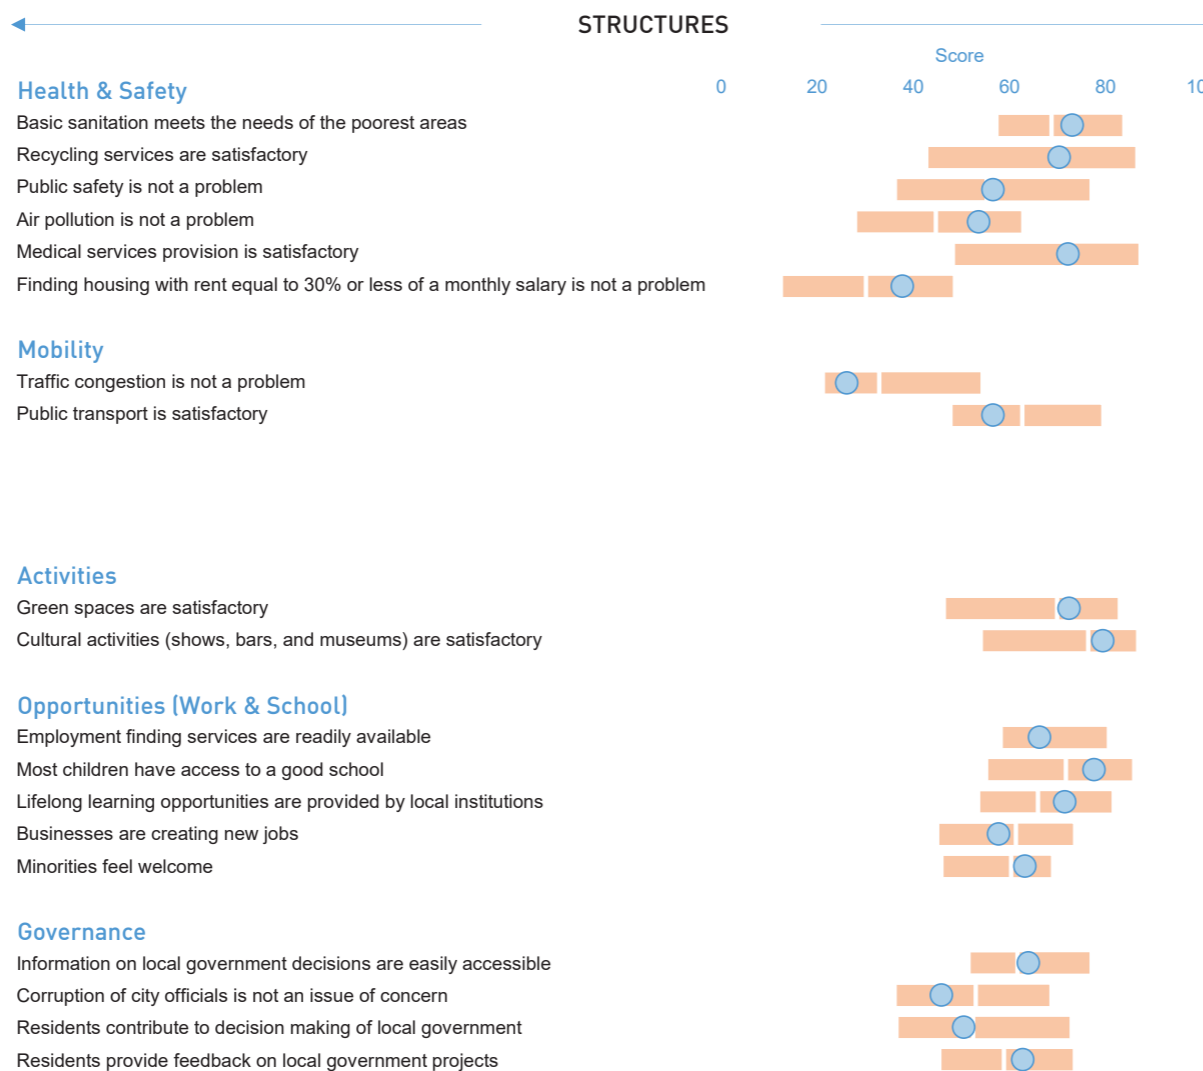 STRUCTURES
Score
Health & Safety 0 20 40 60 80 10
Basic sanitation meets the needs of the poorest areas
Recycling services are satisfactory
Public safety is not a problem
Air pollution is not a problem
Medical services provision is satisfactory
Finding housing with rent equal to 30% or less of a monthly salary is not a problem
Mobility
Traffic congestion is not a problem
Public transport is satisfactory
Activities
Green spaces are satisfactory
Cultural activities (shows, bars, and museums) are satisfactory
Opportunities (Work & School)
Employment finding services are readily available
Most children have access to a good school
Lifelong learning opportunities are provided by local institutions
Businesses are creating new jobs
Minorities feel welcome
Governance
Information on local government decisions are easily accessible
Corruption of city officials is not an issue of concern
Residents contribute to decision making of local government
Residents provide feedback on local government projects